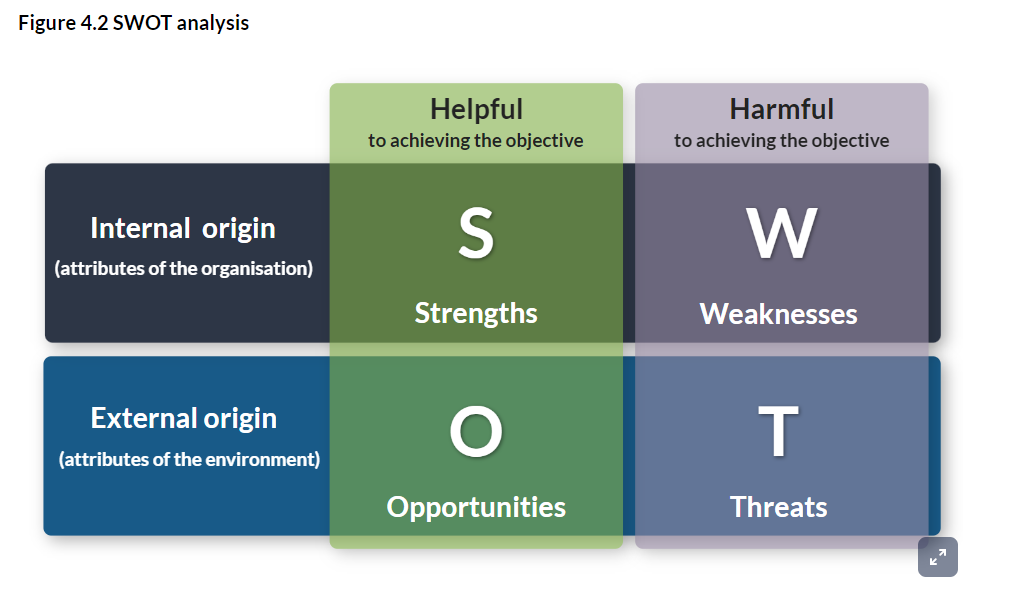 Figure 4.2 SWOT analysis
Helpful
to achieving the objective
Harmful
to achieving the objective
Internal origin
(attributes of the organisation)
S
Strengths
W
Weaknesses
External origin
(attributes of the environment)
O
Opportunities
T
Threats